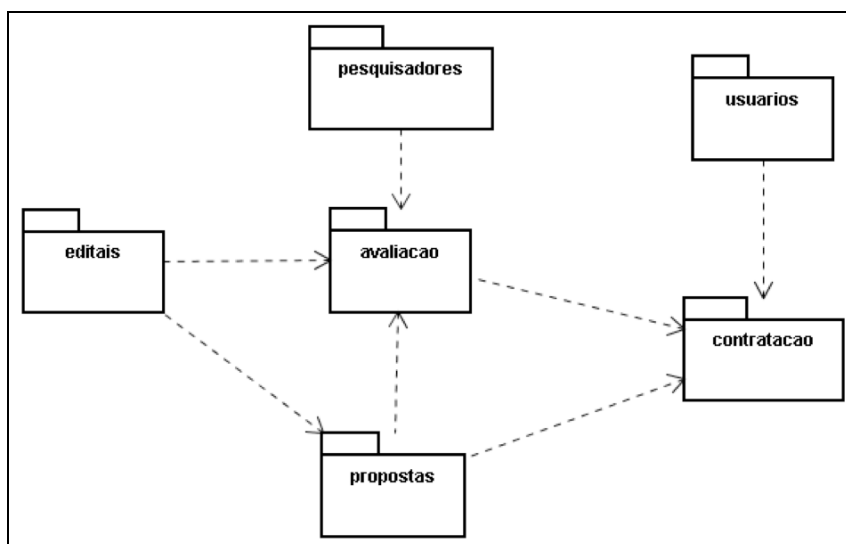 pesquisadores
usuarios
editais
avaliacao
contratacao
propostas